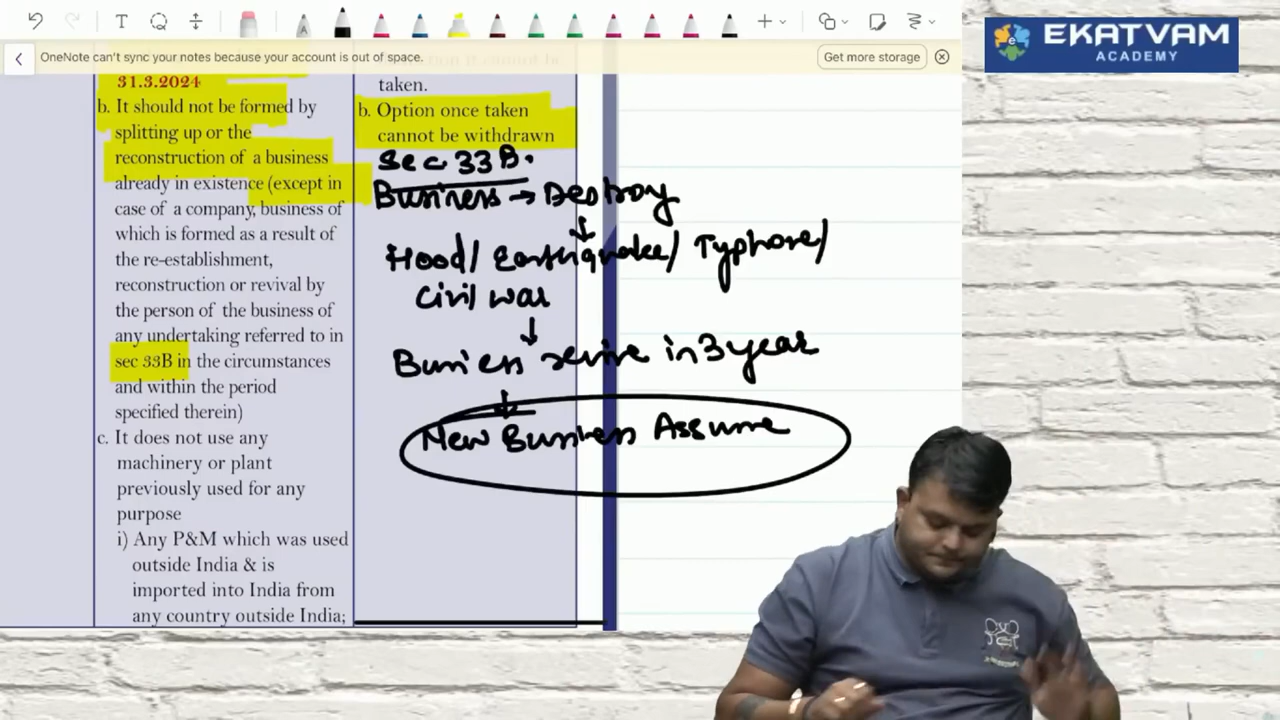 EKATVAM
ACADEMY
OneNote can't sync your notes because your account is out of space.
Get more storage
31.3.2024
b. It should not be formed by
splitting up or the
reconstruction of a business
already in existence (except in
case of a company, business of
which is formed as a result of
the re-establishment,
reconstruction or revival by
the person of the business of
any undertaking referred to in
sec 33B in the circumstances
and within the period
specified therein)
c. It does not use any
machinery or plant
previously used for any
purpose
i) Any P&M which was used
outside India & is
imported into India from
any country outside India;
taken.
b. Option once taken
cannot be withdrawn
Sec 33B.
Business → Destroy
↓
Flood/ Earthquake/ Typhone/
Civil war
↓
Busniess revive in 3 year
↓
New Business Assume